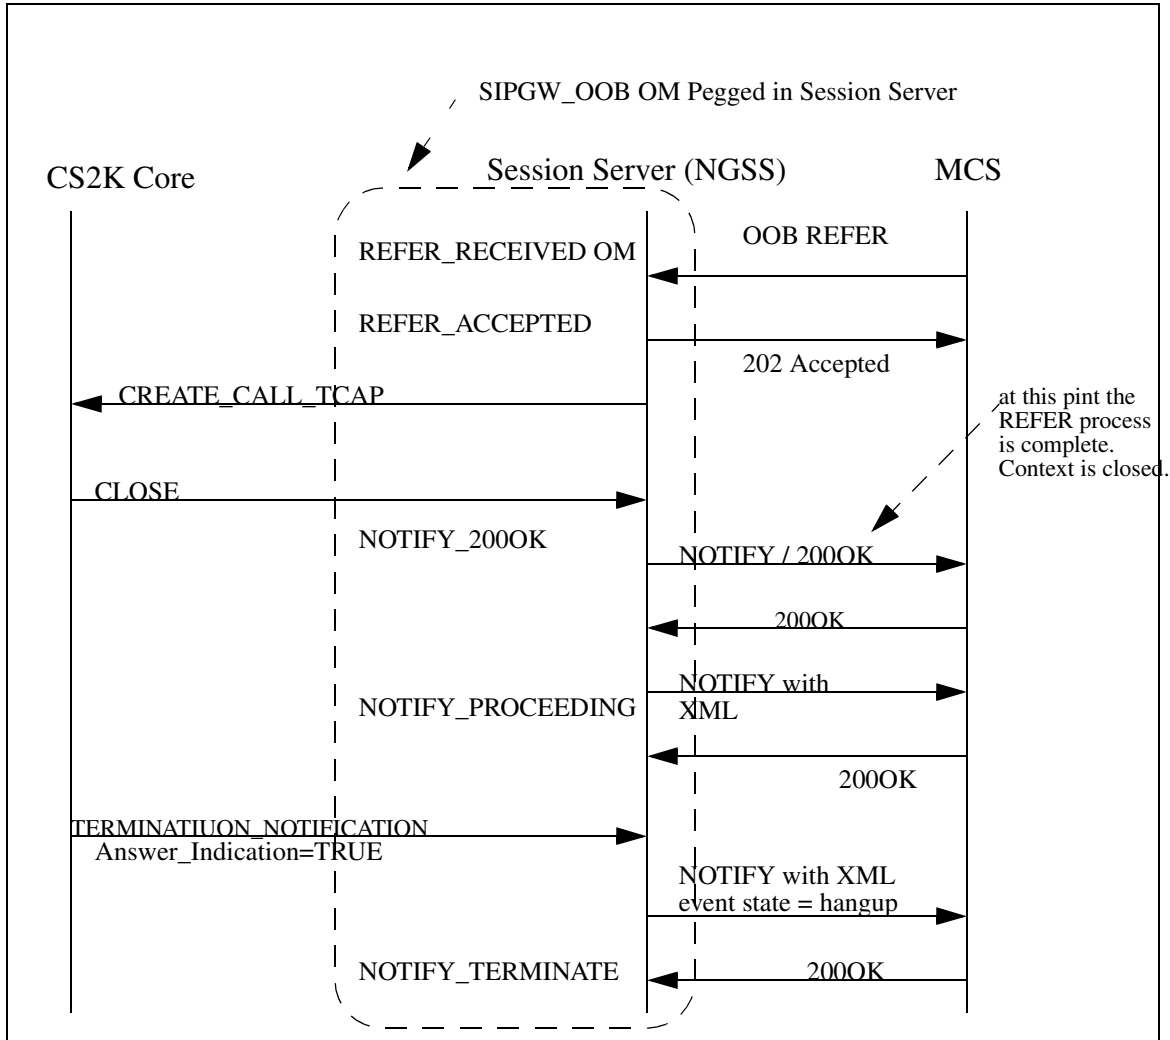 SIPGW_OOB OM Pegged in Session Server
CS2K Core
Session Server (NGSS)
MCS
OOB REFER
REFER_RECEIVED OM
REFER_ACCEPTED
202 Accepted
CREATE_CALL_TCAP
at this pint the
REFER process
is complete.
Context is closed.
CLOSE
NOTIFY_200OK
NOTIFY / 200OK
200OK
NOTIFY with
XML
NOTIFY_PROCEEDING
200OK
TERMINATIUON_NOTIFICATION
Answer_Indication=TRUE
NOTIFY with XML
event state = hangup
NOTIFY_TERMINATE
200OK